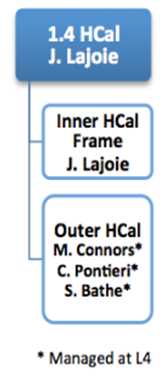 1.4 HCal
J. Lajoie
Inner HCal
Frame
J. Lajoie
Outer HCal
M. Connors*
C. Pontieri*
S. Bathe*
* Managed at L4